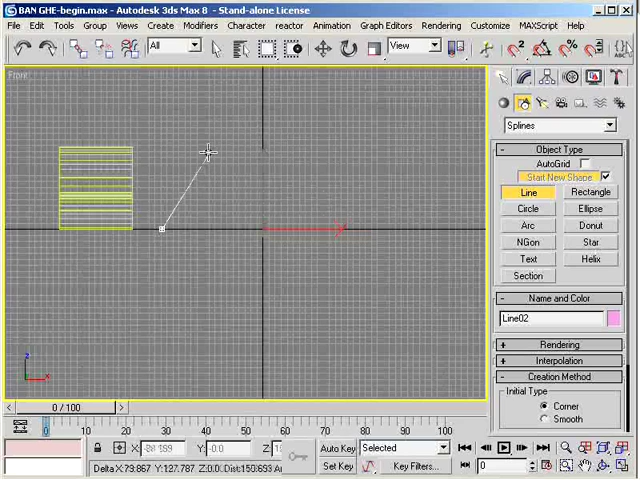 BAN GHE-begin.max - Autodesk 3ds Max 8 - Stand-alone License
File Edit Tools Group Views Create Modifiers Character reactor Animation Graph Editors Rendering Customize MAXScript Help
All
View
Front
Splines
Object Type
AutoGrid
Start New Shape
Line Rectangle
Circle Ellipse
Arc Donut
NGon Star
Text Helix
Section
Name and Color
Line02
Rendering
Interpolation
Creation Method
Initial Type
Corner
Smooth
z
x
0 / 100
0 10 20 30 40 50 60 70 80 90 100
X: Y: -0.0 Z:
Auto Key Selected
Delta X:73.867 Y:127.787 Z:0.0
Set Key Key Filters... 0